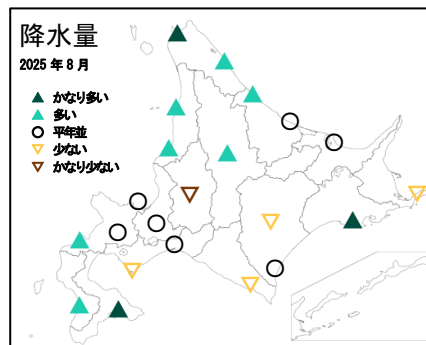 降水量
2025 年 8 月
かなり多い
多い
平年並
少ない
かなり少ない